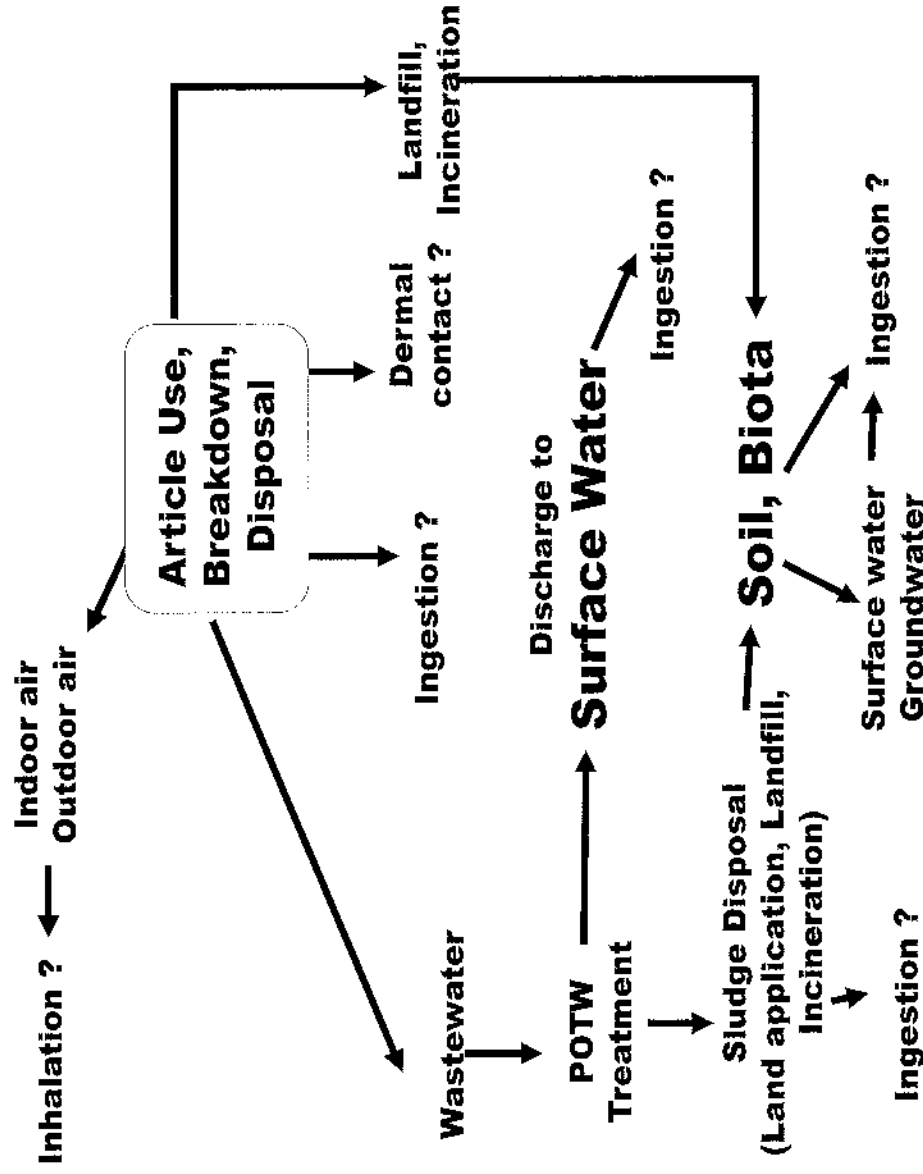 Inhalation ?
Indoor air
Outdoor air
Article Use,
Breakdown,
Disposal
Wastewater
Ingestion ?
Dermal
contact ?
Landfill,
Incineration
POTW
Treatment
Discharge to
Surface Water
Ingestion ?
Sludge Disposal
(Land application, Landfill,
Incineration)
Soil, Biota
Ingestion ?
Surface water
Groundwater
Ingestion ?